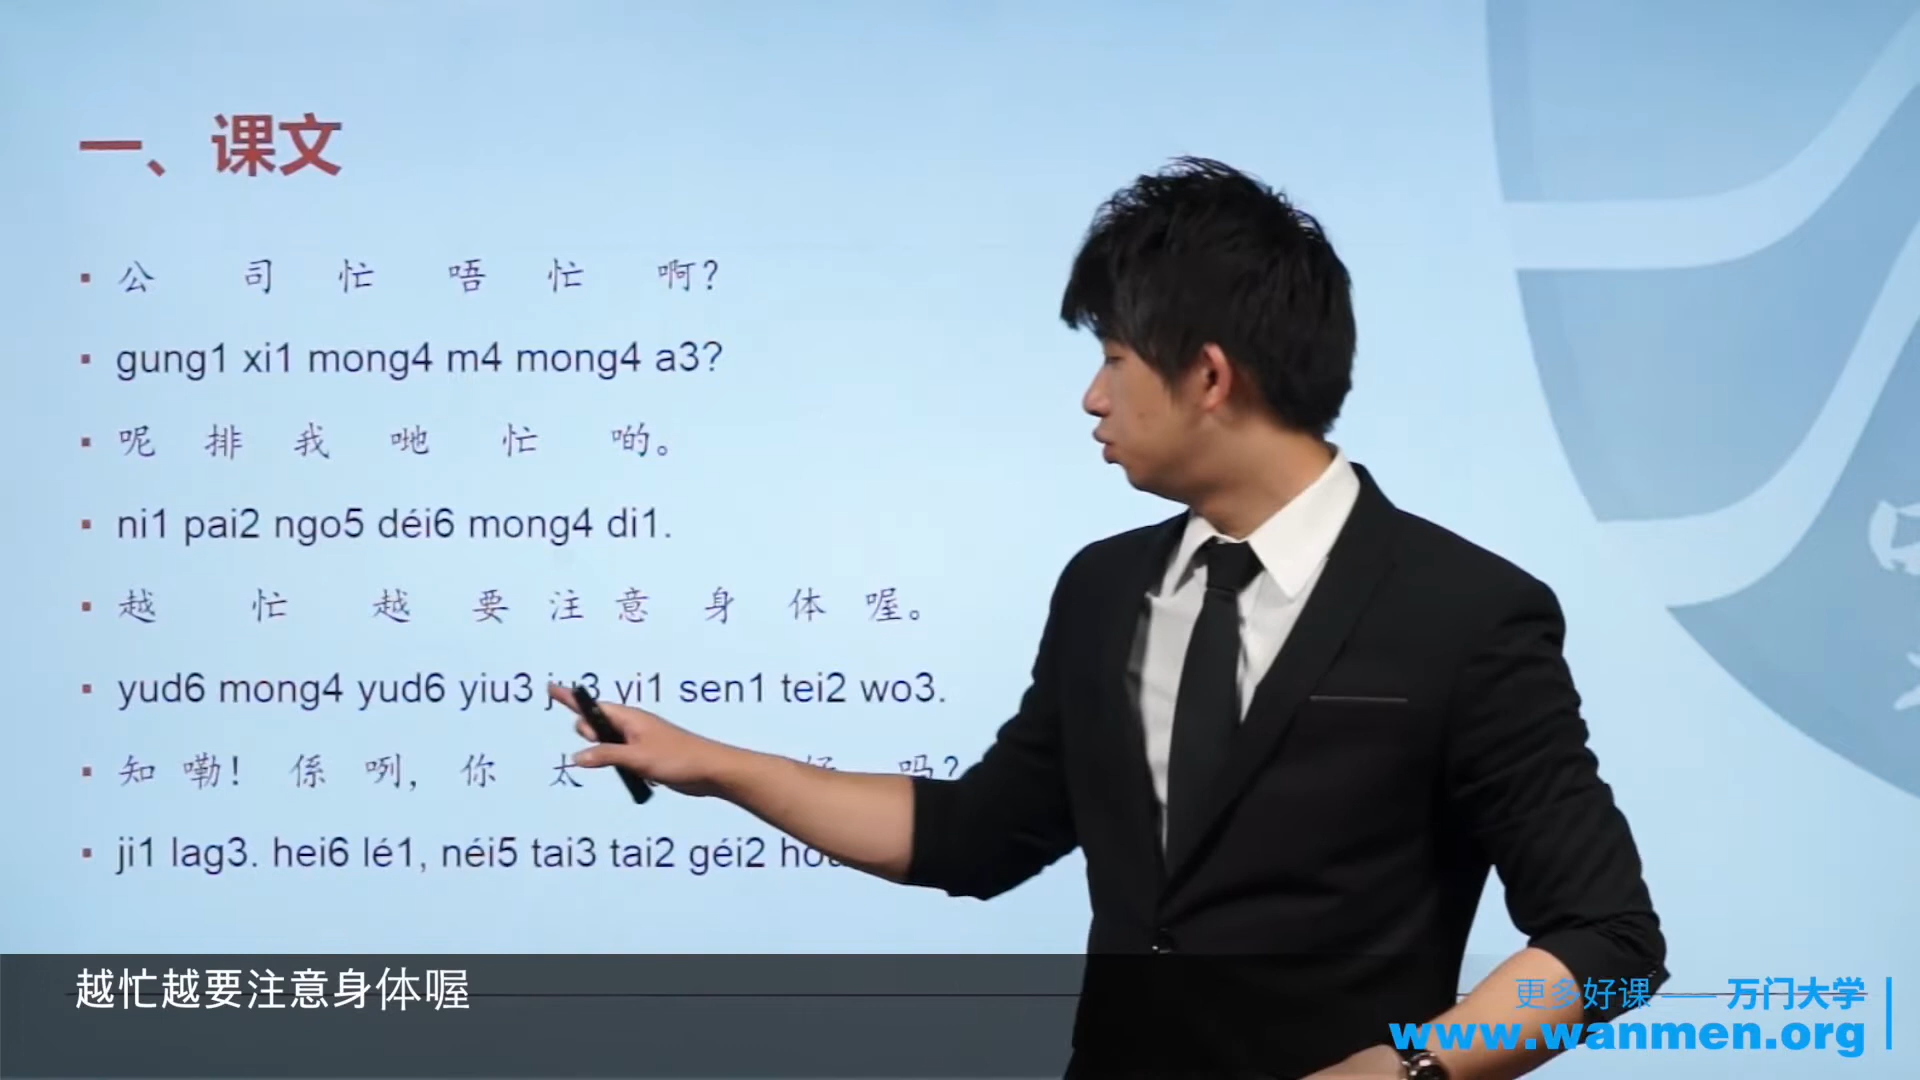 一、课文
公 司 忙 唔 忙 啊?
gung1 xi1 mong4 m4 mong4 a3?
呢 排 我 哋 忙 啲。
ni1 pai2 ngo5 déi6 mong4 di1.
越 忙 越 要 注 意 身 体 喔。
yud6 mong4 yud6 yiu3 ju3 yi1 sen1 tei2 wo3.
知 嘞! 係 咧, 你 太 好 吗?
ji1 lag3. hei6 lé1, néi5 tai3 tai2 géi2
越忙越要注意身体喔
更多好课 —— 万门大学
www.wanmen.org